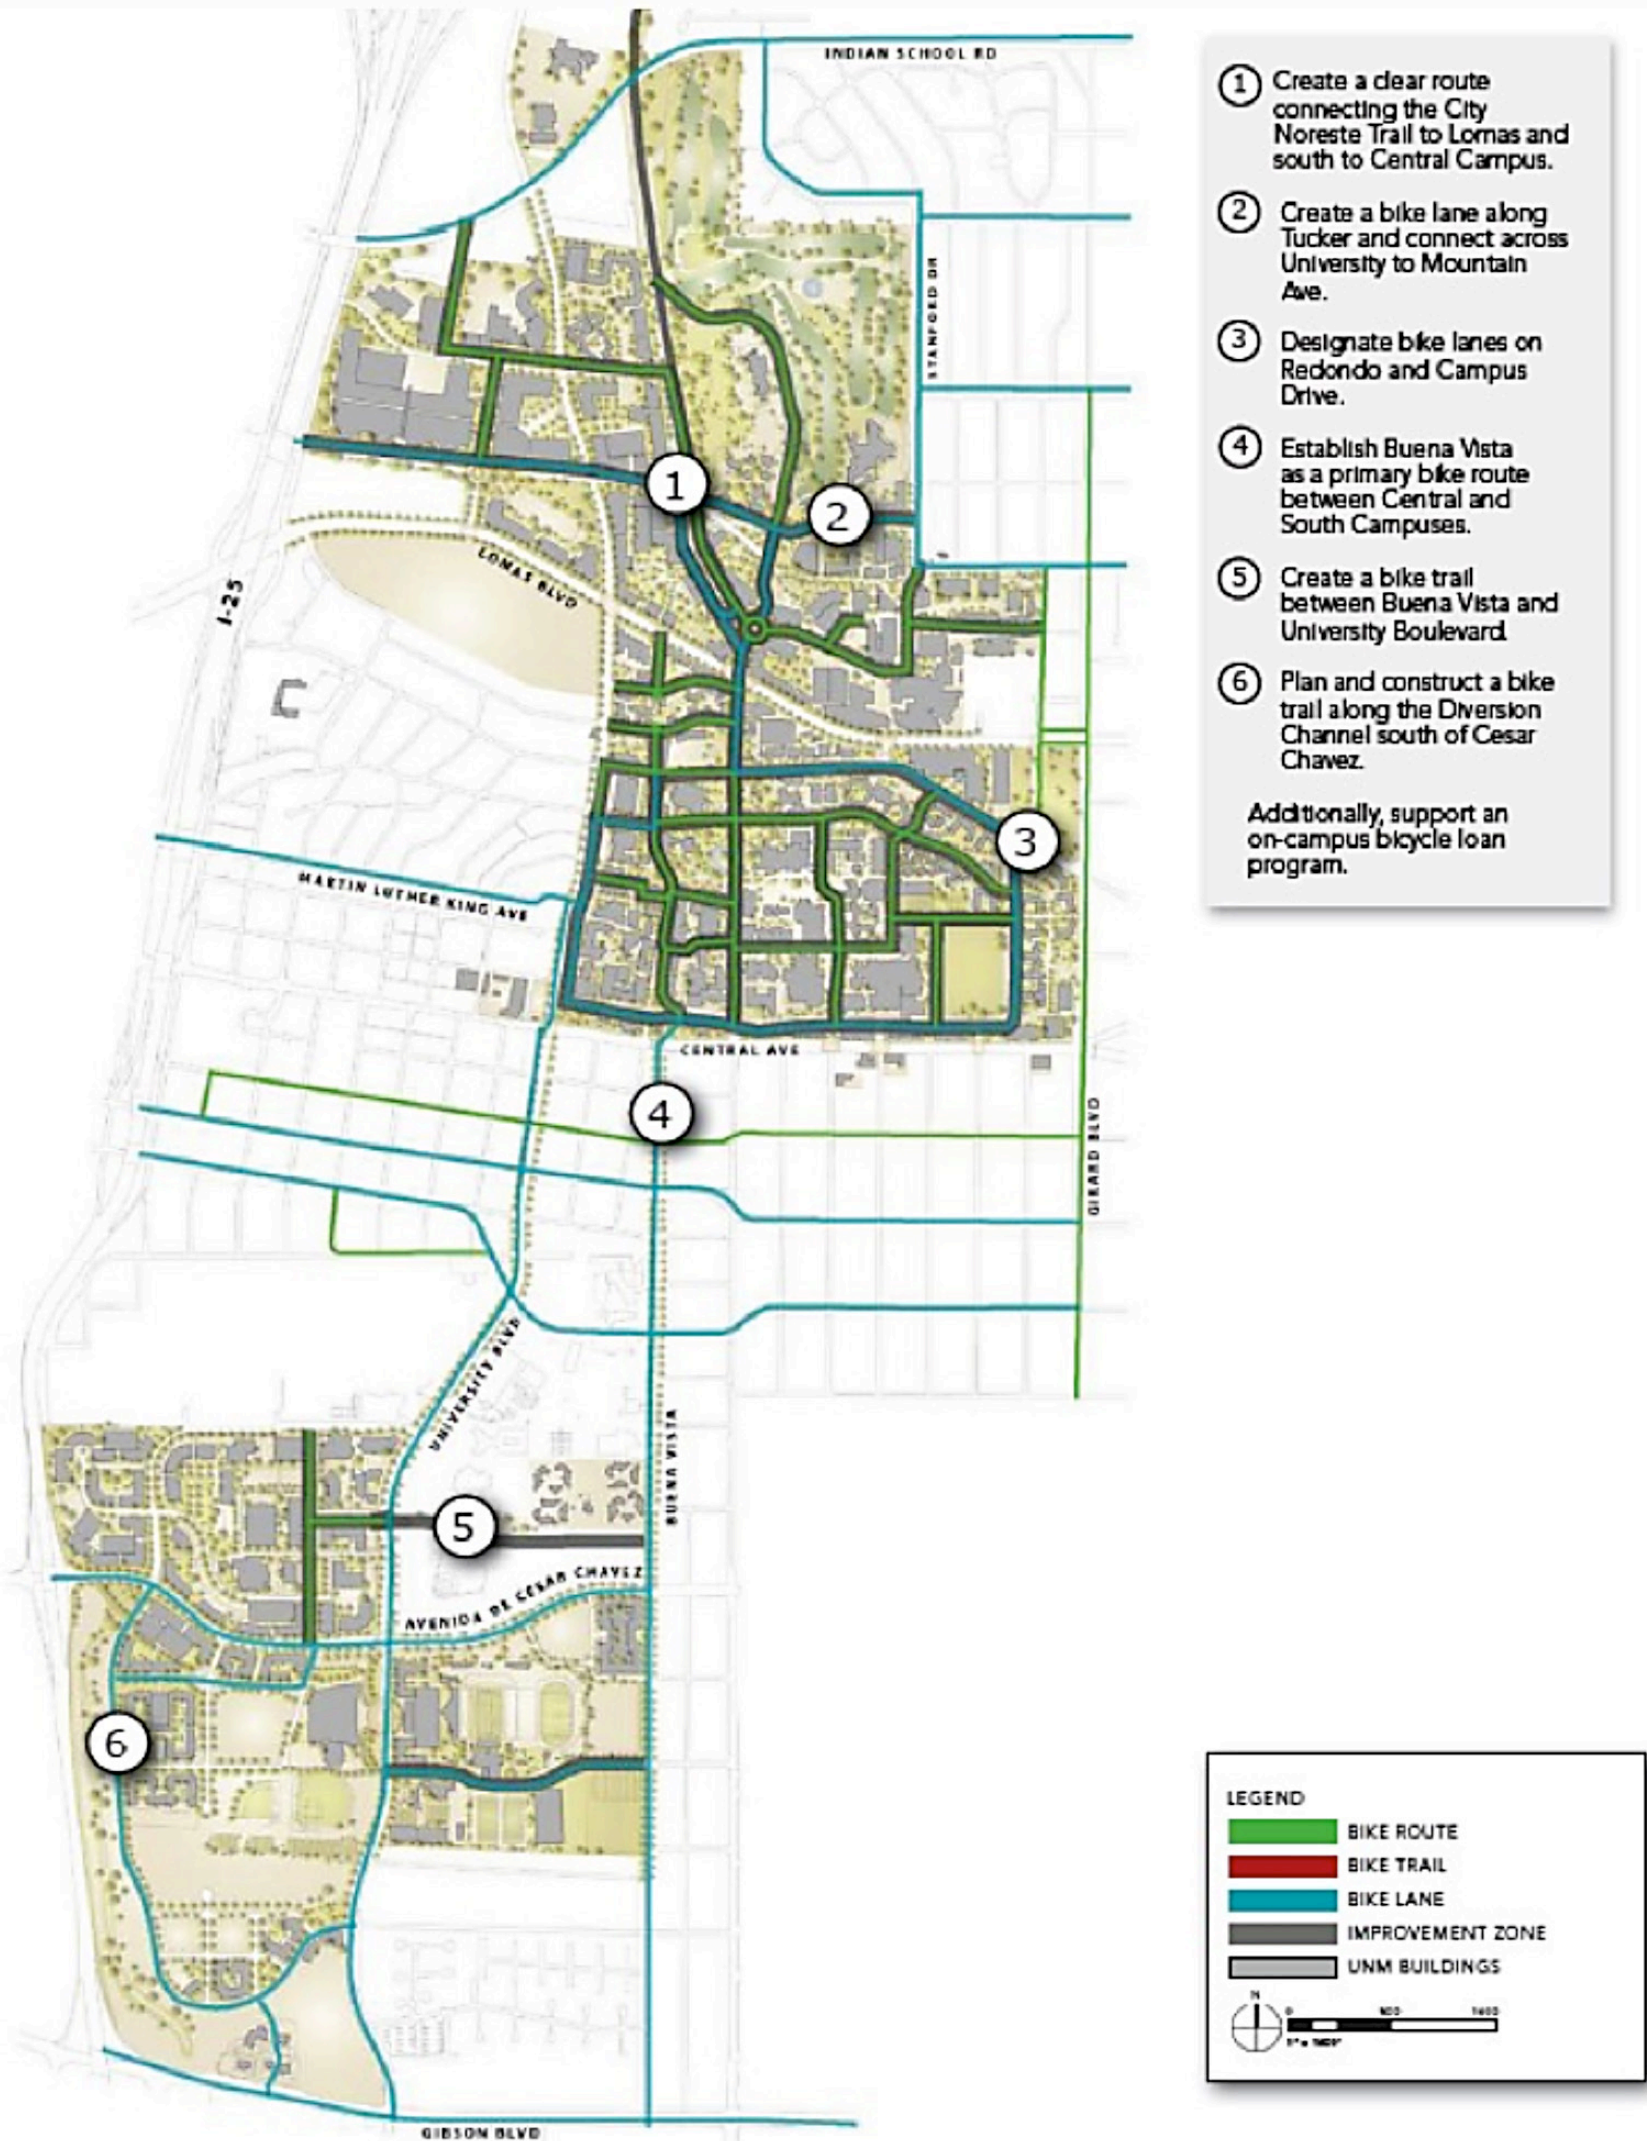 INDIAN SCHOOL RD
STANFORD DR
I-25
LOMAS BLVD
MARTIN LUTHER KING AVE
CENTRAL AVE
GIRARD BLVD
UNIVERSITY BLVD
BUENA VISTA
AVENIDA DE CESAR CHAVEZ
GIBSON BLVD
1
2
3
4
5
6
1 Create a clear route
connecting the City
Noreste Trail to Lomas and
south to Central Campus.
2 Create a bike lane along
Tucker and connect across
University to Mountain
Ave.
3 Designate bike lanes on
Redondo and Campus
Drive.
4 Establish Buena Vista
as a primary bike route
between Central and
South Campuses.
5 Create a bike trail
between Buena Vista and
University Boulevard.
6 Plan and construct a bike
trail along the Diversion
Channel south of Cesar
Chavez.
Additionally, support an
on-campus bicycle loan
program.
LEGEND
BIKE ROUTE
BIKE TRAIL
BIKE LANE
IMPROVEMENT ZONE
UNM BUILDINGS
N
0 800 1600